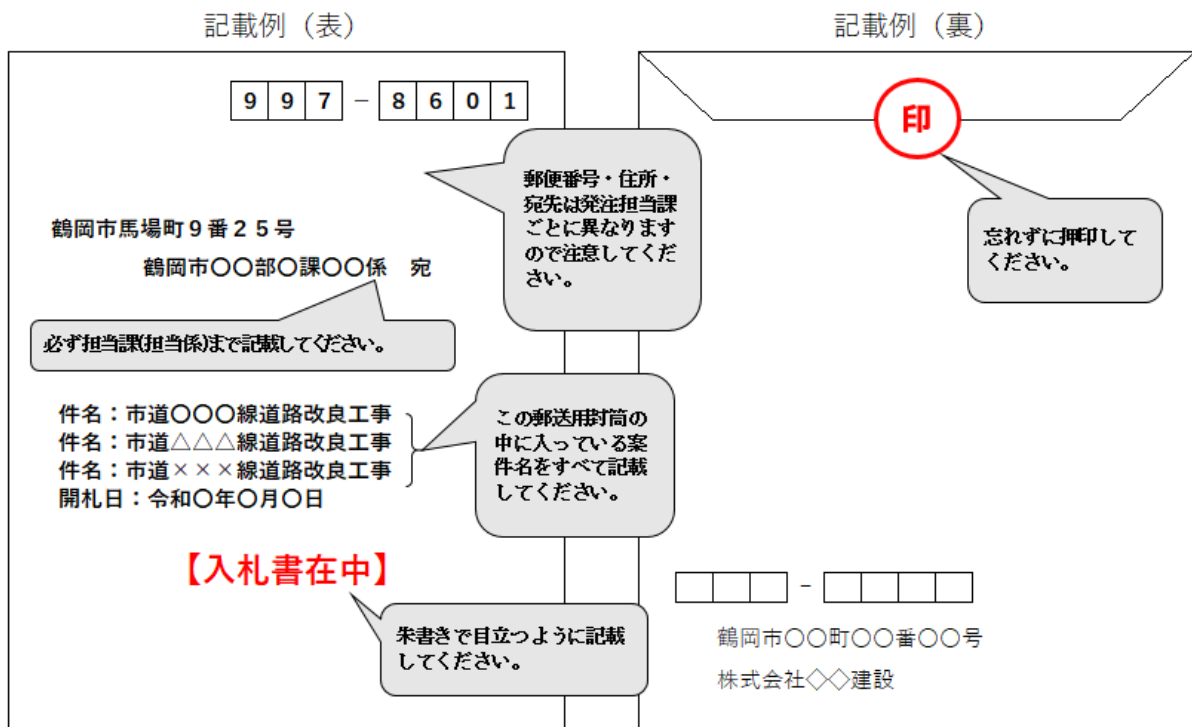 記載例（表）
997-8601
郵便番号・住所・
宛先は発注担当課
ごとに異なります
ので注意してくだ
さい。
鶴岡市馬場町９番２５号
鶴岡市〇〇部〇課〇〇係　宛
必ず担当課(担当係)まで記載してください。
件名：市道〇〇〇線道路改良工事
件名：市道△△△線道路改良工事
件名：市道×××線道路改良工事
開札日：令和〇年〇月〇日
この郵送用封筒の
中に入っている案
件名をすべて記載
してください。
【入札書在中】
朱書きで目立つように記載
してください。
記載例（裏）
印
忘れずに押印して
ください。
-
鶴岡市〇〇町〇〇番〇〇号
株式会社◇◇建設